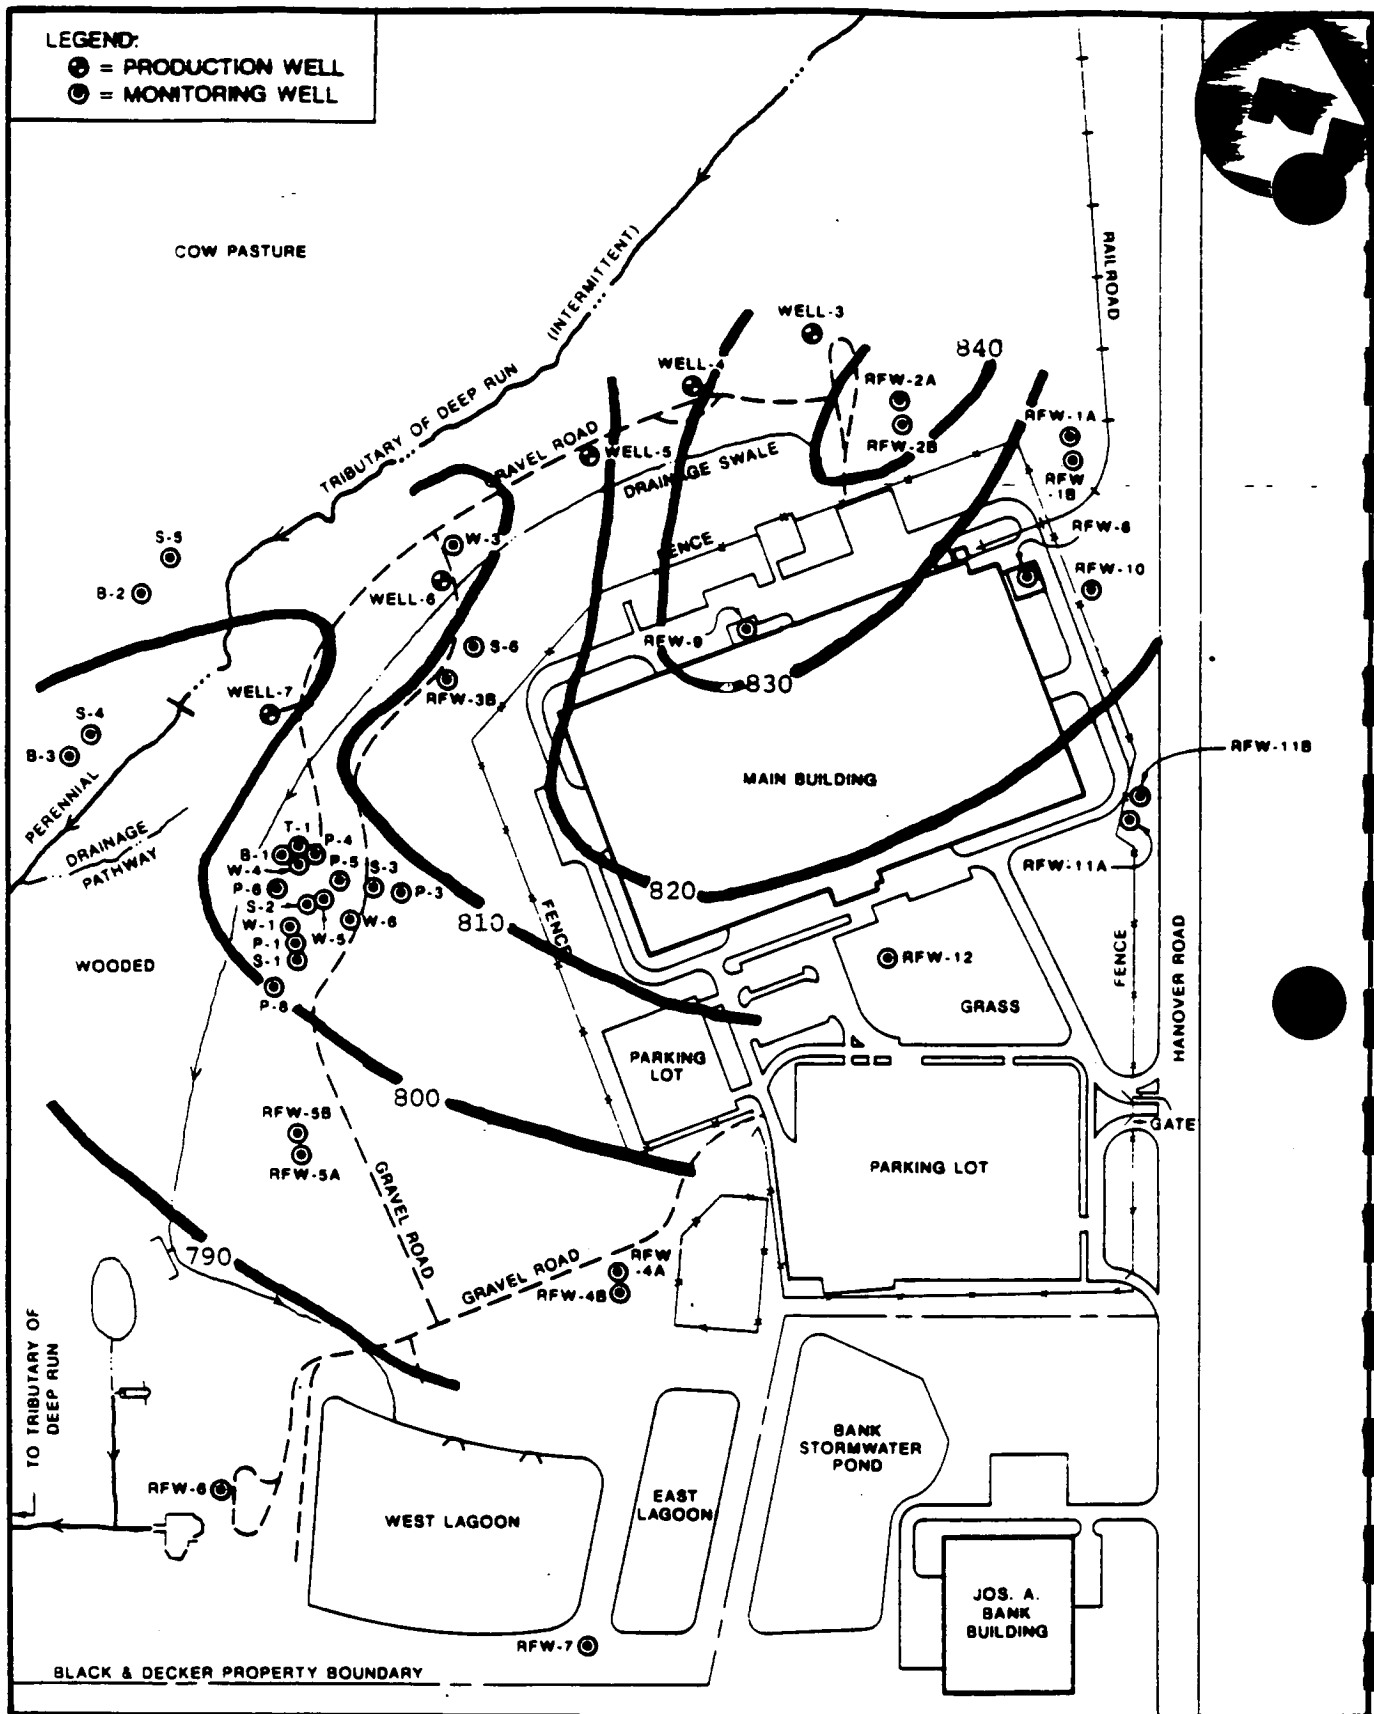 LEGEND:
= PRODUCTION WELL
= MONITORING WELL
COW PASTURE
TRIBUTARY OF DEEP RUN (INTERMITTENT)
RAILROAD
WELL-3
WELL-4
840
RFW-2A
RFW-1A
RFW-2B
GRAVEL ROAD
WELL-5
DRAINAGE SWALE
RFW
-1B
RFW-8
S-5
W-3
FENCE
RFW-10
B-2
WELL-6
RFW-9
S-6
RFW-3B
830
WELL-7
S-4
B-3
RFW-11B
MAIN BUILDING
PERENNIAL
DRAINAGE
PATHWAY
T-1
B-1
P-4
W-4
P-5
S-3
P-6
P-3
RFW-11A
820
S-2
W-1
W-5
W-6
810
P-1
S-1
FENCE
WOODED
RFW-12
FENCE
HANOVER ROAD
P-8
GRASS
PARKING
LOT
800
RFW-5B
GATE
RFW-5A
GRAVEL ROAD
PARKING LOT
790
GRAVEL ROAD
RFW
-4A
RFW-4B
TO TRIBUTARY OF
DEEP RUN
BANK
STORMWATER
POND
RFW-6
WEST LAGOON
EAST
LAGOON
JOS. A.
BANK
BUILDING
RFW-7
BLACK & DECKER PROPERTY BOUNDARY